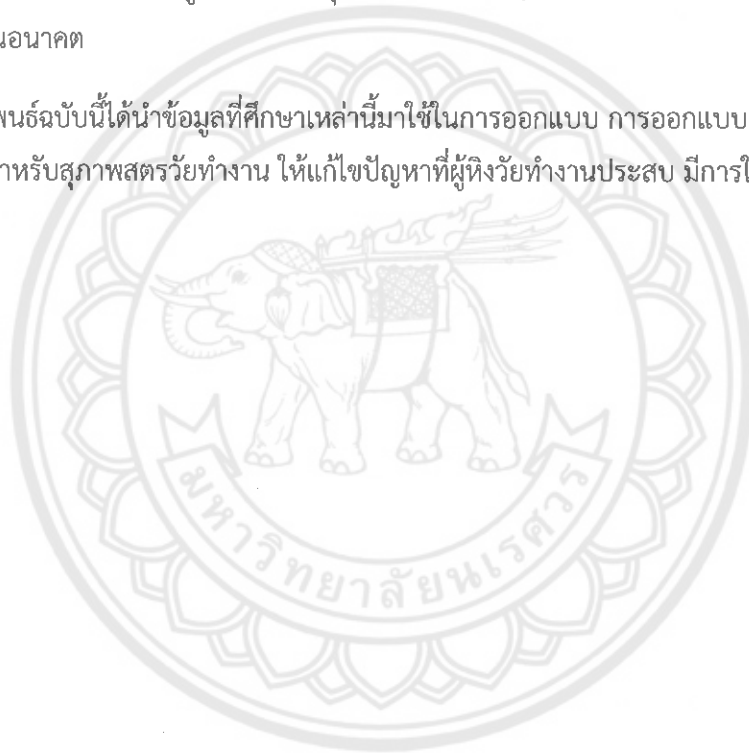 นอนาคต
พนธ์ฉบับนี้ได้นำข้อมูลที่ศึกษาเหล่านี้มาใช้ในการออกแบบ การออกแบบ
าหรับสุภาพสตรวัยทำงาน ให้แก้ไขปัญหาที่ผู้หิงวัยทำงานประสบ มีการใ
มหาวิทยาลัยนเรศวร